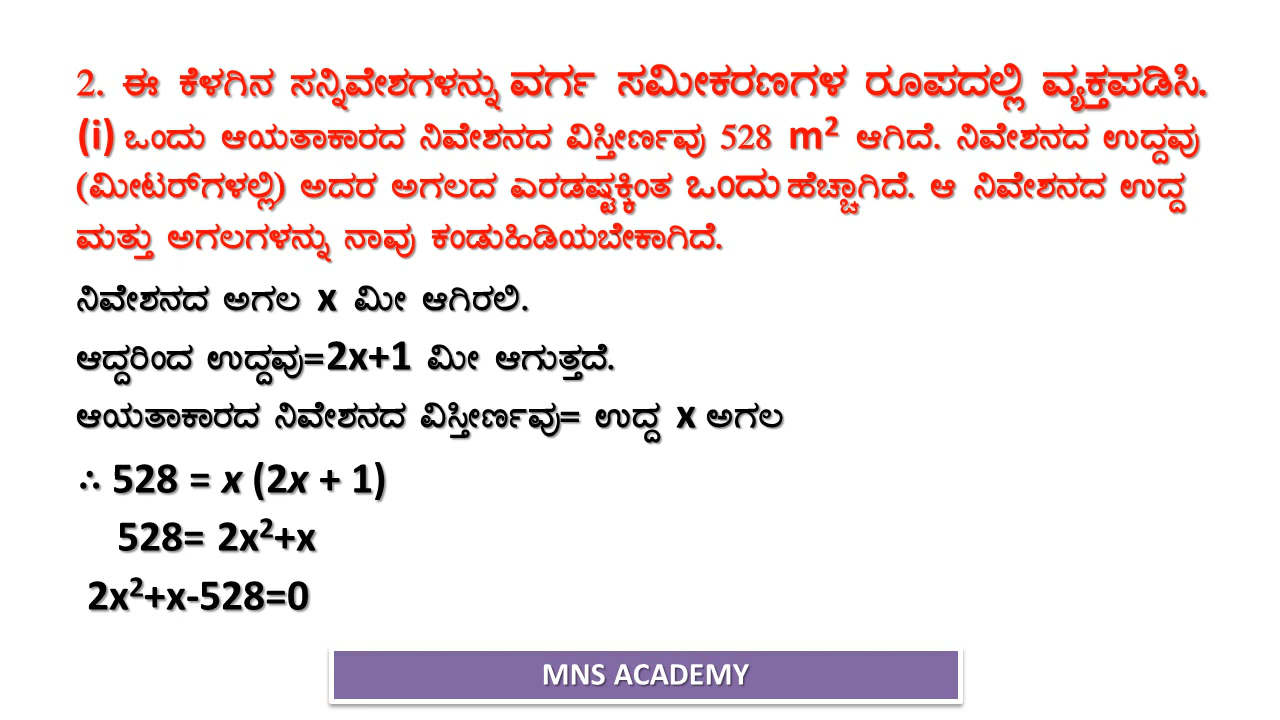 2. ಈ ಕೆಳಗಿನ ಸನ್ನಿವೇಶಗಳನ್ನು ವರ್ಗ ಸಮೀಕರಣಗಳ ರೂಪದಲ್ಲಿ ವ್ಯಕ್ತಪಡಿಸಿ.
(i) ಒಂದು ಆಯತಾಕಾರದ ನಿವೇಶನದ ವಿಸ್ತೀರ್ಣವು 528 m² ಆಗಿದೆ. ನಿವೇಶನದ ಉದ್ದವು
(ಮೀಟರ್‌ಗಳಲ್ಲಿ) ಅದರ ಅಗಲದ ಎರಡಷ್ಟಕ್ಕಿಂತ ಒಂದು ಹೆಚ್ಚಾಗಿದೆ. ಆ ನಿವೇಶನದ ಉದ್ದ
ಮತ್ತು ಅಗಲಗಳನ್ನು ನಾವು ಕಂಡುಹಿಡಿಯಬೇಕಾಗಿದೆ.
ನಿವೇಶನದ ಅಗಲ x ಮೀ ಆಗಿರಲಿ.
ಆದ್ದರಿಂದ ಉದ್ದವು=2x+1 ಮೀ ಆಗುತ್ತದೆ.
ಆಯತಾಕಾರದ ನಿವೇಶನದ ವಿಸ್ತೀರ್ಣವು= ಉದ್ದ x ಅಗಲ
∴ 528 = x (2x + 1)
528= 2x²+x
2x²+x-528=0
MNS ACADEMY